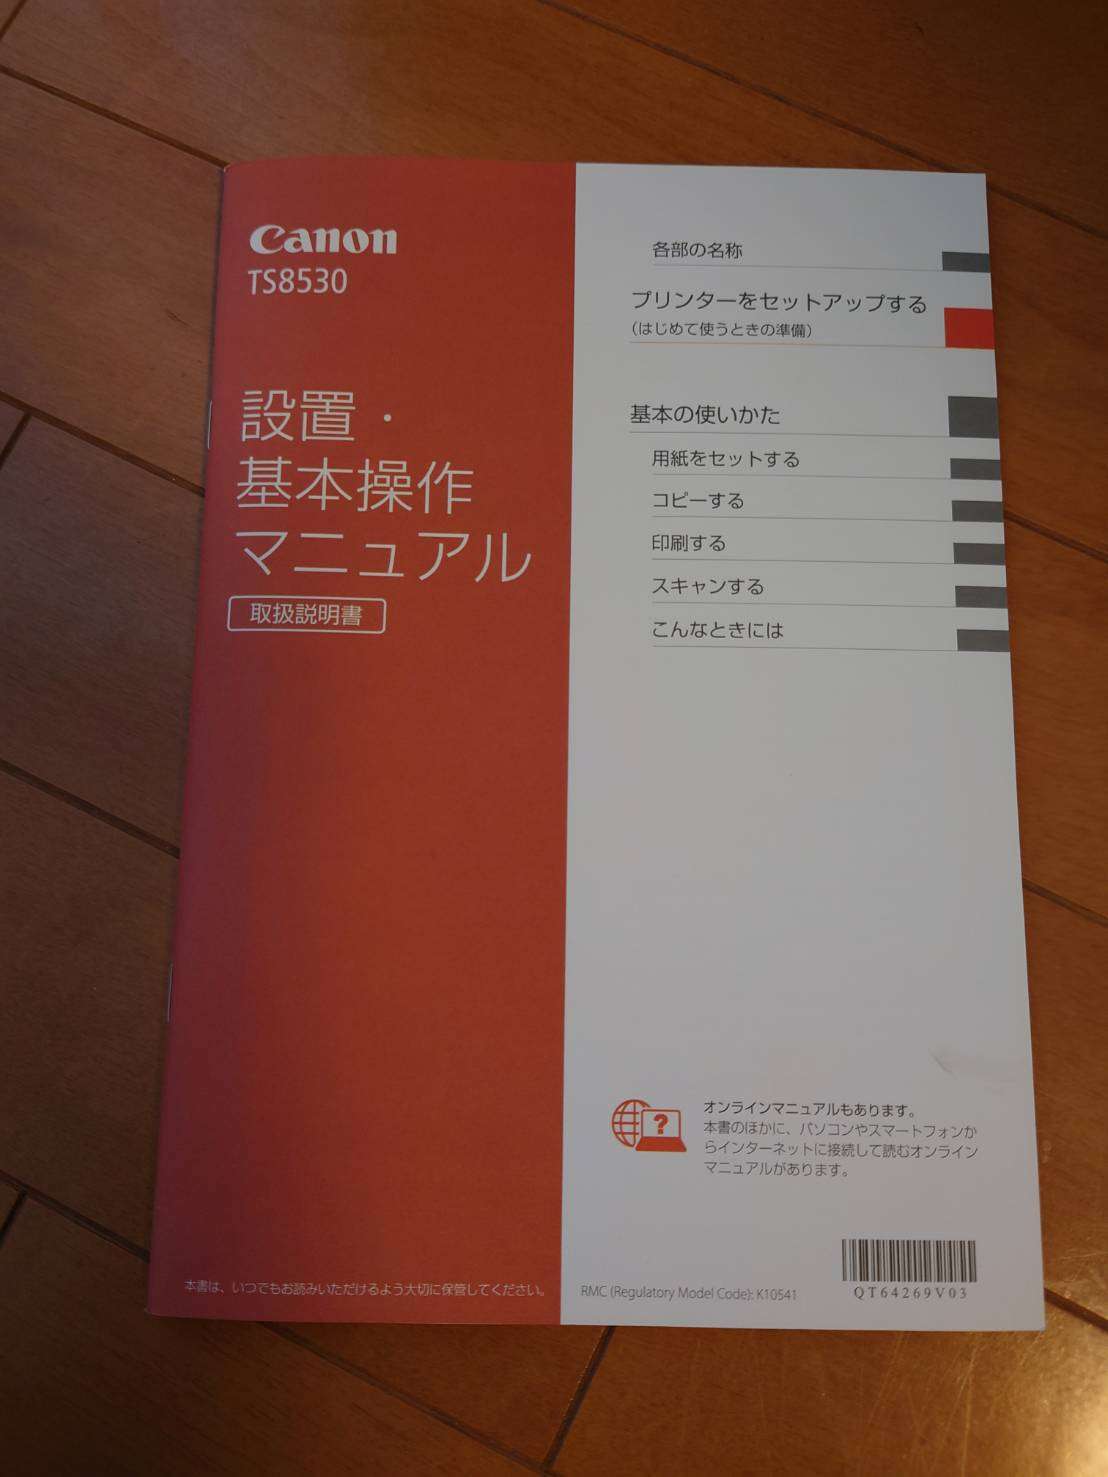 Canon
TS8530
設置・
基本操作
マニュアル
取扱説明書
本書は、いつでもお読みいただけるよう大切に保管してください。
各部の名称
プリンターをセットアップする
(はじめて使うときの準備)
基本の使いかた
用紙をセットする
コピーする
印刷する
スキャンする
こんなときには
?
オンラインマニュアルもあります。
本書のほかに、パソコンやスマートフォンか
らインターネットに接続して読むオンライン
マニュアルがあります。
RMC (Regulatory Model Code): K10541
QT64269V03